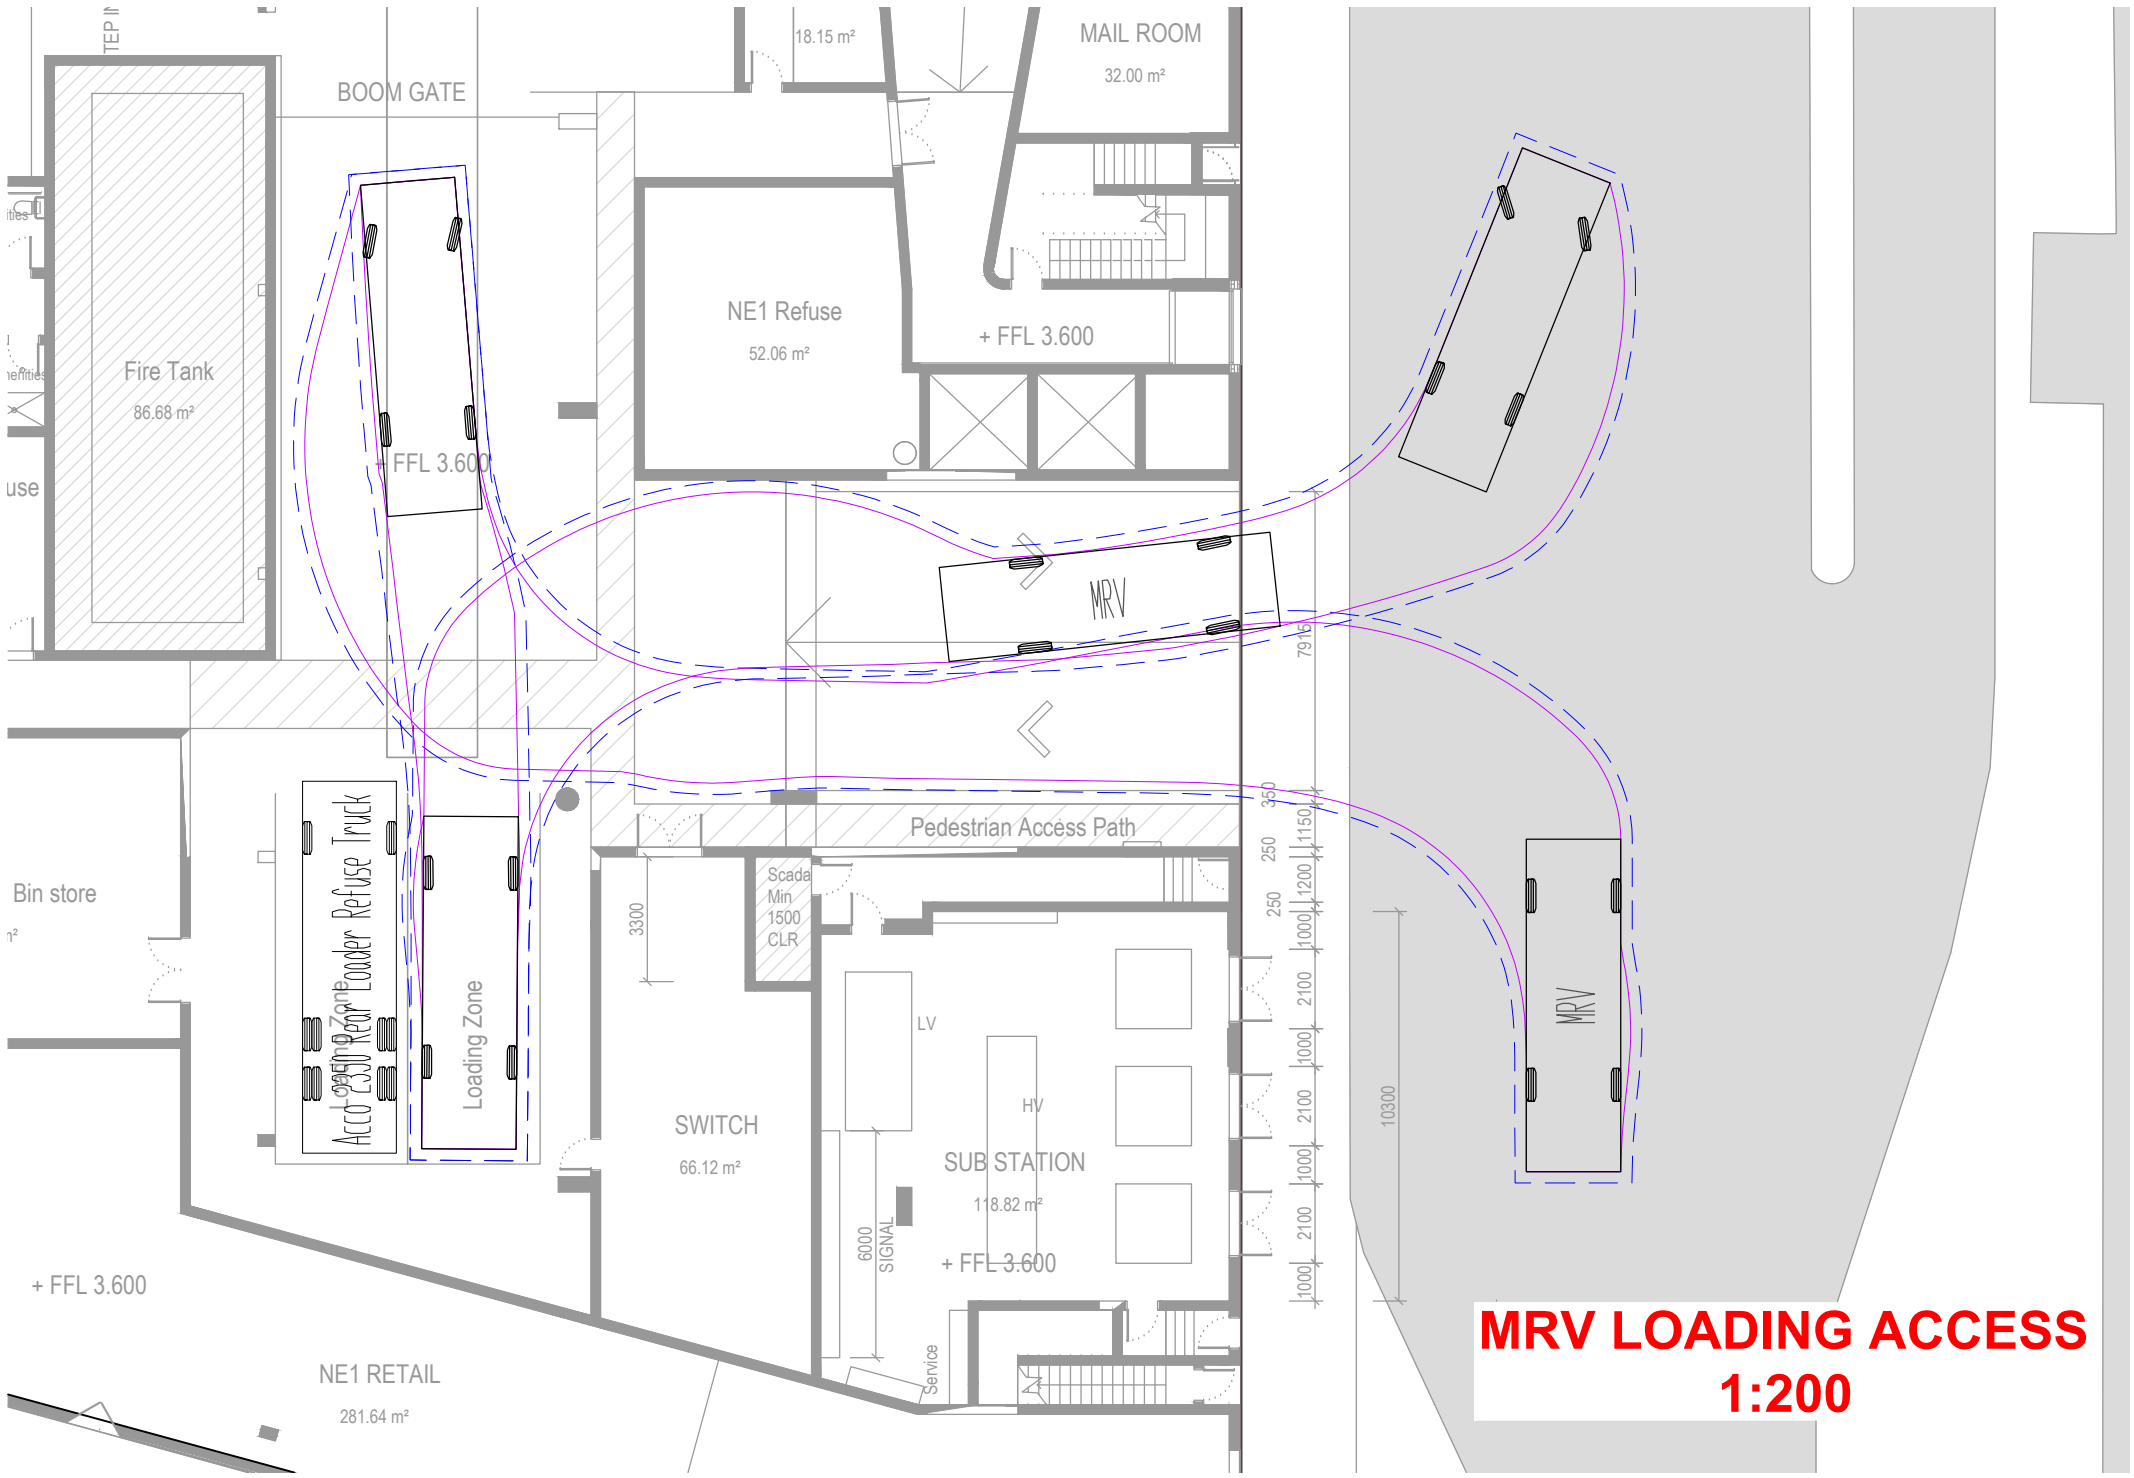 TEP IN
BOOM GATE
18.15 m²
MAIL ROOM
32.00 m²
Fire Tank
86.68 m²
NE1 Refuse
52.06 m²
+ FFL 3.600
+ FFL 3.600
MRV
7915
350
1150
250
1200
250
1000
2100
1000
2100
1000
2100
1000
10300
Pedestrian Access Path
Bin store
Loading Zone
Acco 2350 Rear Loader Refuse Truck
Loading Zone
3300
Scada
Min
1500
CLR
LV
HV
MRV
SWITCH
66.12 m²
SUB STATION
118.82 m²
6000
SIGNAL
+ FFL 3.600
Service
+ FFL 3.600
NE1 RETAIL
281.64 m²
MRV LOADING ACCESS
1:200